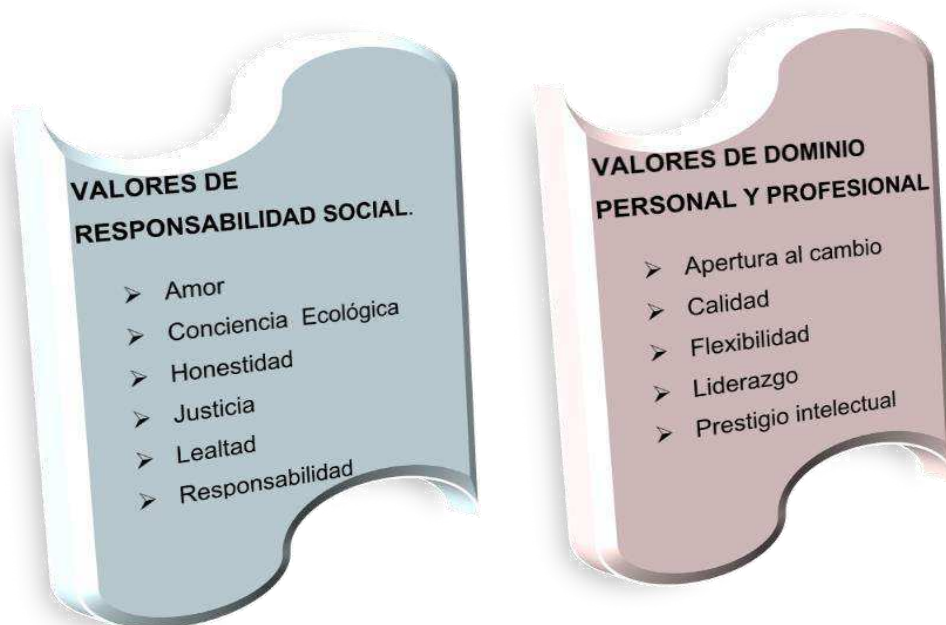 VALORES DE
RESPONSABILIDAD SOCIAL.
➢ Amor
➢ Conciencia Ecológica
➢ Honestidad
➢ Justicia
➢ Lealtad
➢ Responsabilidad
VALORES DE DOMINIO
PERSONAL Y PROFESIONAL
➢ Apertura al cambio
➢ Calidad
➢ Flexibilidad
➢ Liderazgo
➢ Prestigio intelectual